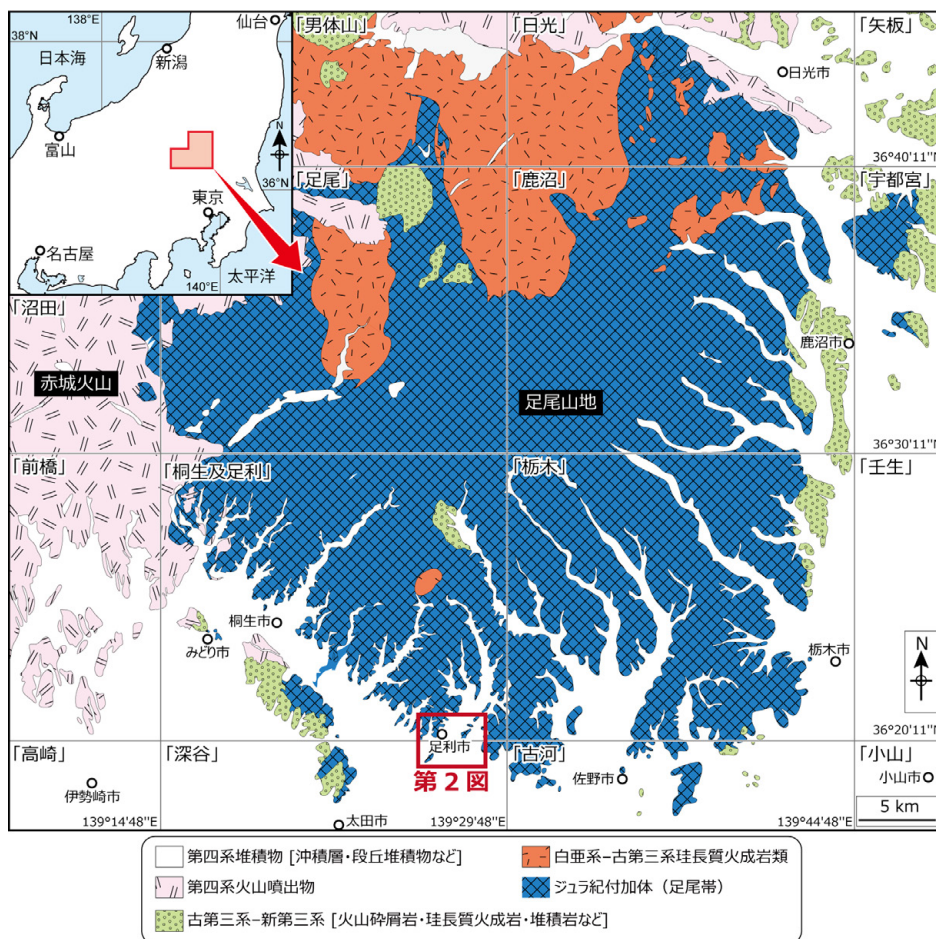 138°E
仙台
38°N
日本海
新潟
富山
N
36°N
東京
名古屋
140°E
太平洋
「男体山」
「日光」
「矢板」
日光市
36°40'11"N
「足尾」
「鹿沼」
「宇都宮」
「沼田」
鹿沼市
赤城火山
足尾山地
36°30'11"N
「前橋」
「桐生及足利」
「栃木」
「壬生」
桐生市
みどり市
栃木市
N
足利市
36°20'11"N
「高崎」
「深谷」
第2図
「古河」
「小山」
伊勢崎市
佐野市
小山市
5 km
139°14'48"E
太田市
139°29'48"E
139°44'48"E
第四系堆積物 [沖積層・段丘堆積物など]
白亜系–古第三系珪長質火成岩類
第四系火山噴出物
ジュラ紀付加体（足尾帯）
古第三系–新第三系 [火山砕屑岩・珪長質火成岩・堆積岩など]